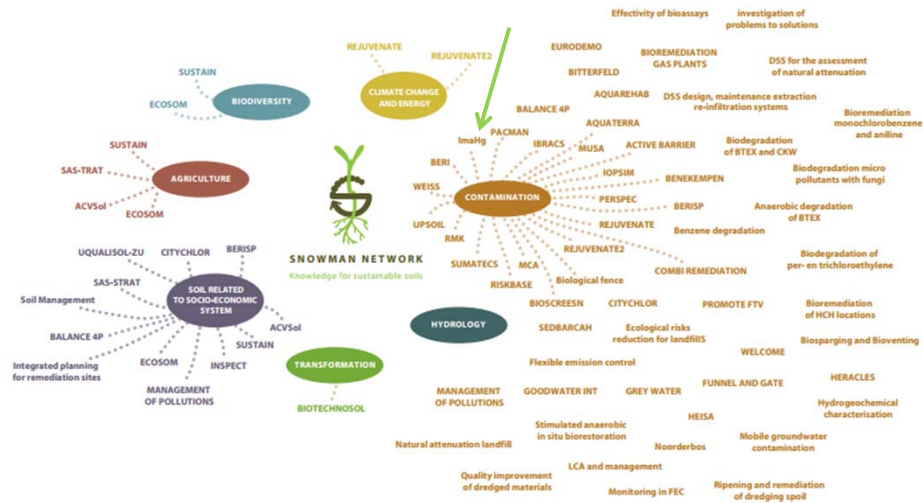 Effectivity of bioassays
investigation of
problems to solutions
REJUVENATE
REJUVENATE2
EURODEMO
BIOREMEDIATION
GAS PLANTS
BITTERFELD
DSS for the assessment
of natural attenuation
SUSTAIN
ECOSOM
BIODIVERSITY
CLIMATE CHANGE
AND ENERGY
AQUAREHAB
DSS design, maintenance extraction
re-infiltration systems
BALANCE 4P
Bioremediation
monochlorobenzene
and aniline
AQUATERRA
PACMAN
ImaHg
IBRACS
MUSA
ACTIVE BARRIER
Biodegradation
of BTEX and CKW
SUSTAIN
SAS-TRAT
AGRICULTURE
ACVSol
ECOSOM
BERI
WEISS
UPSOIL
RMK
CONTAMINATION
IOPSIM
BENEKEMPEN
Biodegradation micro
pollutants with fungi
PERSPEC
BERISP
Anaerobic degradation
of BTEX
REJUVENATE
Benzene degradation
REJUVENATE2
SUMATECS
MCA
RISKBASE
Biological fence
COMBI REMEDIATION
Biodegradation of
per- en trichloroethylene
SNOWMAN NETWORK
Knowledge for sustainable soils
UQUALISOL-ZU
CITYCHLOR
BERISP
SAS-STRAT
Soil Management
SOIL RELATED
TO SOCIO-ECONOMIC
SYSTEM
BALANCE 4P
ACVSol
SUSTAIN
Integrated planning
for remediation sites
ECOSOM
INSPECT
MANAGEMENT
OF POLLUTIONS
HYDROLOGY
TRANSFORMATION
BIOTECHNOSOL
BIOSCREESN
CITYCHLOR
PROMOTE FTV
Bioremediation
of HCH locations
SEDBARCAH
Ecological risks
reduction for landfillS
Biosparging and Bioventing
WELCOME
Flexible emission control
HERACLES
MANAGEMENT
OF POLLUTIONS
GOODWATER INT
GREY WATER
FUNNEL AND GATE
Hydrogeochemical
characterisation
HEISA
Stimulated anaerobic
in situ biorestoration
Natural attenuation landfill
Noorderbos
Mobile groundwater
contamination
LCA and management
Quality improvement
of dredged materials
Monitoring in FEC
Ripening and remediation
of dredging spoil